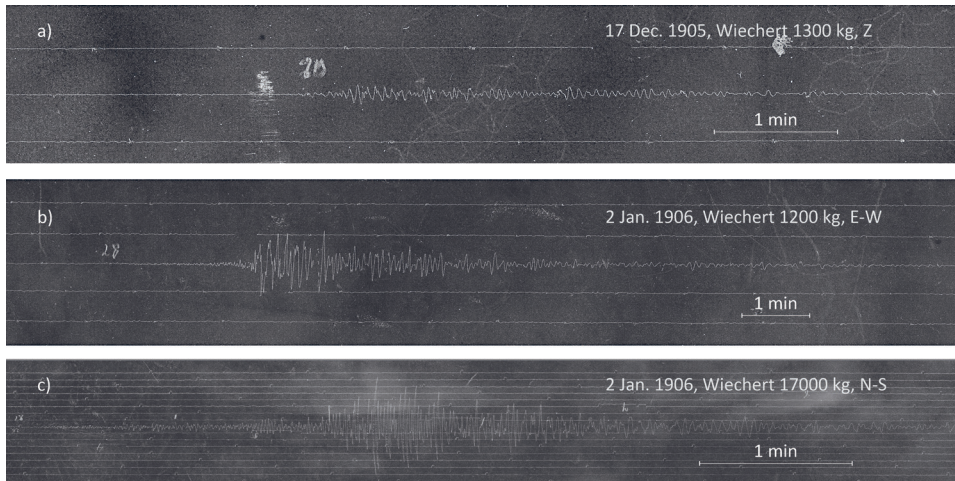 a)
17 Dec. 1905, Wiechert 1300 kg, Z
1 min
b)
2 Jan. 1906, Wiechert 1200 kg, E-W
28
1 min
c)
2 Jan. 1906, Wiechert 17000 kg, N-S
1 min